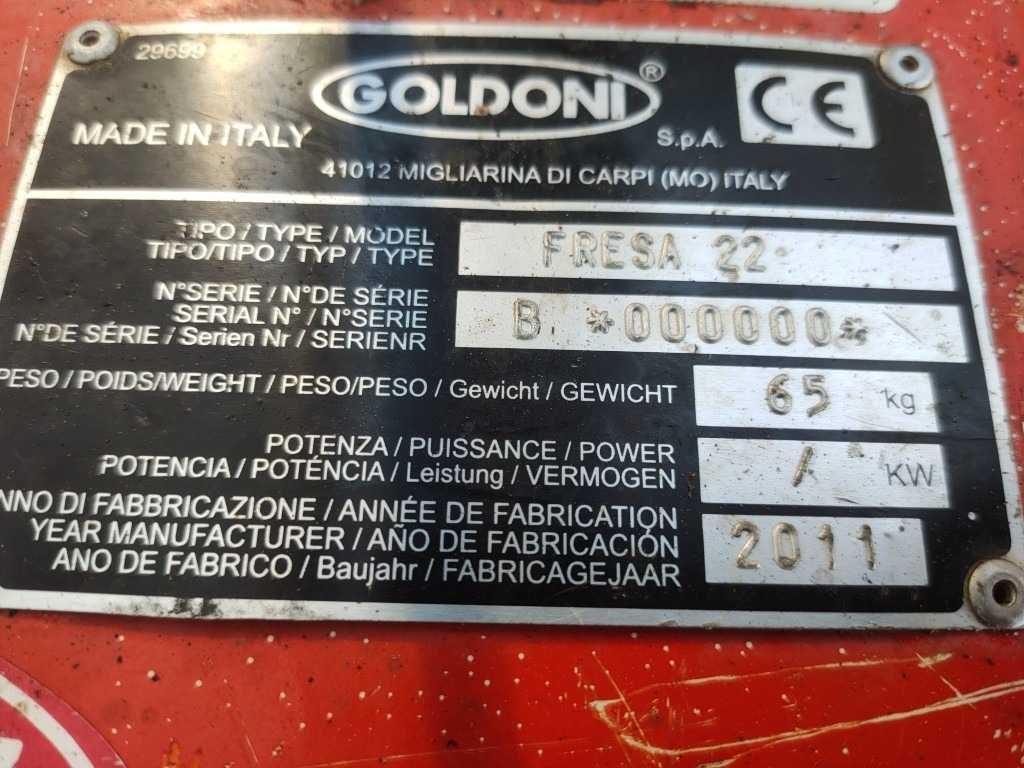 29699
GOLDONI®
S.p.A.
CE
MADE IN ITALY
41012 MIGLIARINA DI CARPI (MO) ITALY
TIPO / TYPE / MODEL
TIPO/TIPO / TYP / TYPE
FRESA 22
N°SERIE / N°DE SÉRIE
SERIAL N° / N°SERIE
N°DE SÉRIE / Serien Nr / SERIENR
B *000000*
PESO / POIDS/WEIGHT / PESO/PESO / Gewicht / GEWICHT
65 kg
POTENZA / PUISSANCE / POWER
POTENCIA / POTÉNCIA / Leistung / VERMOGEN
/ KW
NNO DI FABBRICAZIONE / ANNÉE DE FABRICATION
YEAR MANUFACTURER / AÑO DE FABRICACIÓN
ANO DE FABRICO / Baujahr / FABRICAGEJAAR
2011